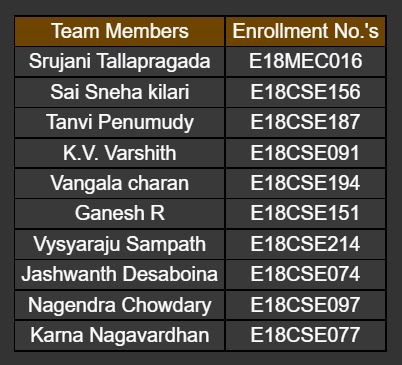 Team Members Enrollment No.'s
Srujani Tallapragada E18MEC016
Sai Sneha kilari E18CSE156
Tanvi Penumudy E18CSE187
K.V. Varshith E18CSE091
Vangala charan E18CSE194
Ganesh R E18CSE151
Vysyaraju Sampath E18CSE214
Jashwanth Desaboina E18CSE074
Nagendra Chowdary E18CSE097
Karna Nagavardhan E18CSE077